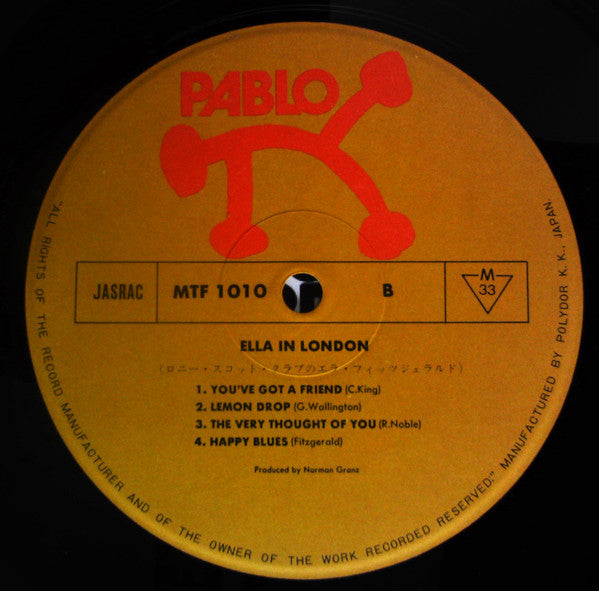 PABLO
JASRAC
MTF 1010
B
M
33
ELLA IN LONDON
(ロニー・スコット・クラブのエラ・フィッツジェラルド)
1. YOU'VE GOT A FRIEND (C.King)
2. LEMON DROP (G.Wallington)
3. THE VERY THOUGHT OF YOU (R.Noble)
4. HAPPY BLUES (Fitzgerald)
Produced by Norman Granz
"ALL RIGHTS OF THE RECORD MANUFACTURER AND OF THE OWNER OF THE WORK RECORDED RESERVED;" MANUFACTURED BY POLYDOR K.K., JAPAN.